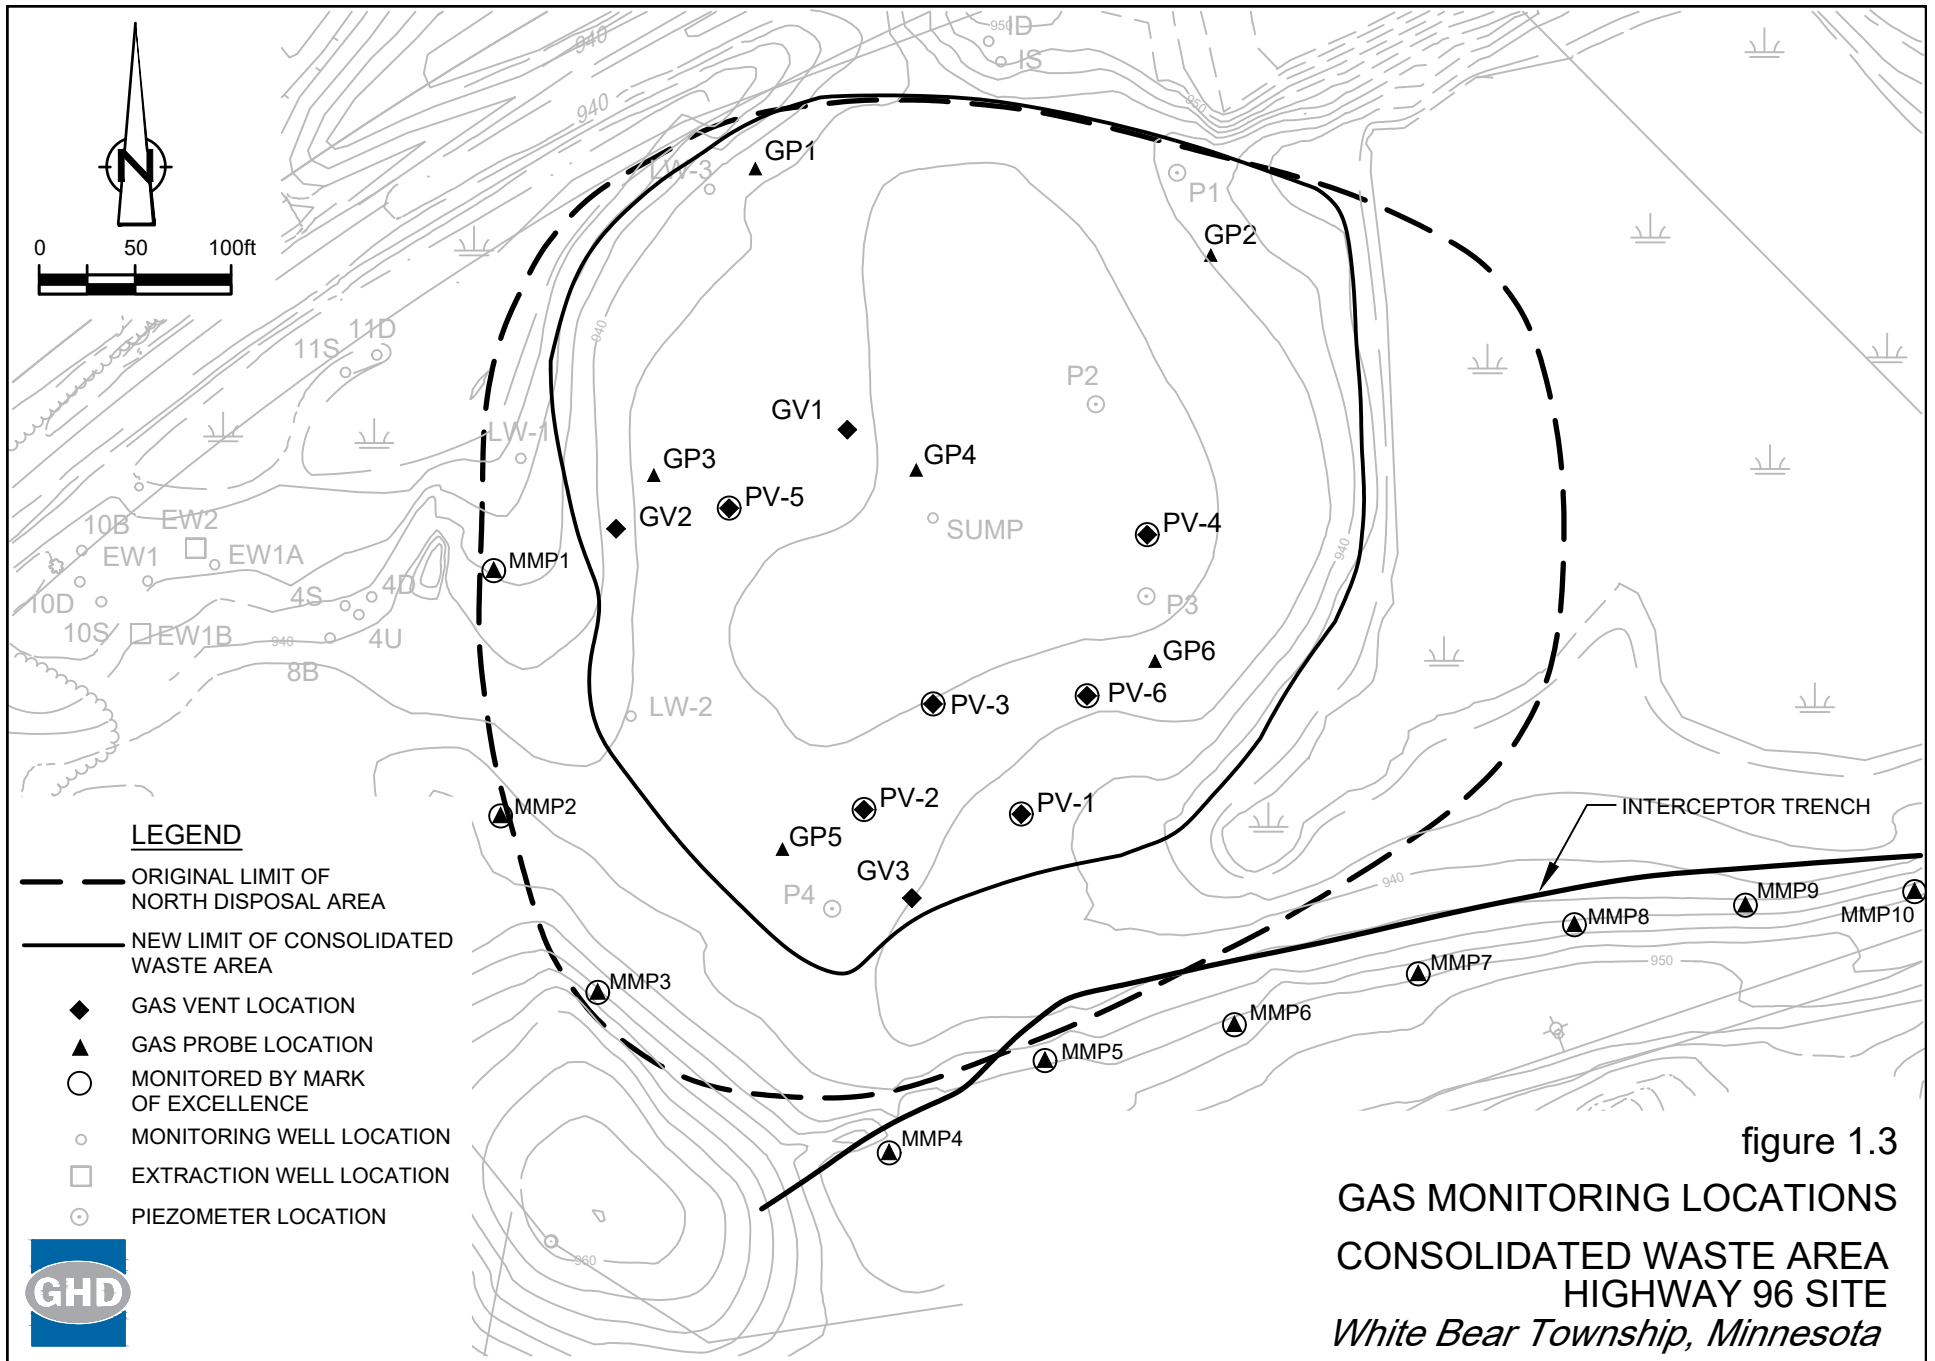 940
940
950
ID
IS
950
N
0 50 100ft
GP1
LW-3
P1
GP2
940
11D
11S
P2
GV1
LW-1
GP3
GP4
PV-5
GV2
SUMP
PV-4
10B
EW2
EW1
EW1A
MMP1
940
10D
4S
4D
P3
10S
EW1B
940
4U
8B
GP6
LW-2
PV-3
PV-6
MMP2
PV-2
PV-1
INTERCEPTOR TRENCH
GP5
GV3
P4
940
MMP9
MMP10
MMP8
MMP3
MMP7
950
MMP6
MMP5
MMP4
960
LEGEND
ORIGINAL LIMIT OF
NORTH DISPOSAL AREA
NEW LIMIT OF CONSOLIDATED
WASTE AREA
GAS VENT LOCATION
GAS PROBE LOCATION
MONITORED BY MARK
OF EXCELLENCE
MONITORING WELL LOCATION
EXTRACTION WELL LOCATION
PIEZOMETER LOCATION
GHD
figure 1.3
GAS MONITORING LOCATIONS
CONSOLIDATED WASTE AREA
HIGHWAY 96 SITE
White Bear Township, Minnesota